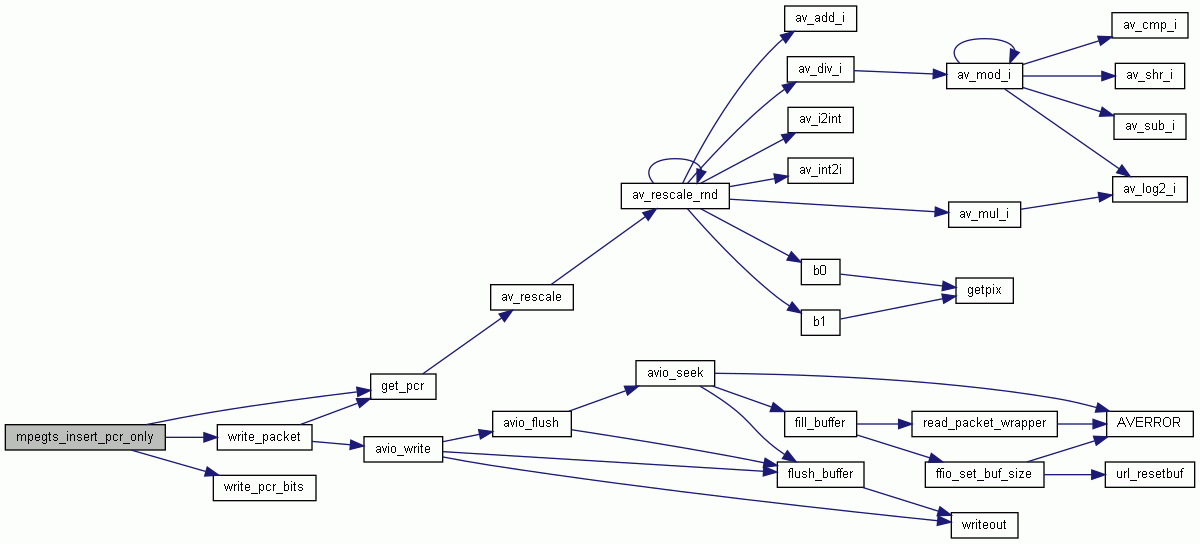 av_add_i
av_cmp_i
av_div_i
av_mod_i
av_shr_i
av_i2int
av_sub_i
av_int2i
av_rescale_rnd
av_log2_i
av_mul_i
b0
getpix
av_rescale
b1
avio_seek
get_pcr
avio_flush
fill_buffer
read_packet_wrapper
AVERROR
mpegts_insert_pcr_only
write_packet
avio_write
flush_buffer
ffio_set_buf_size
url_resetbuf
write_pcr_bits
writeout